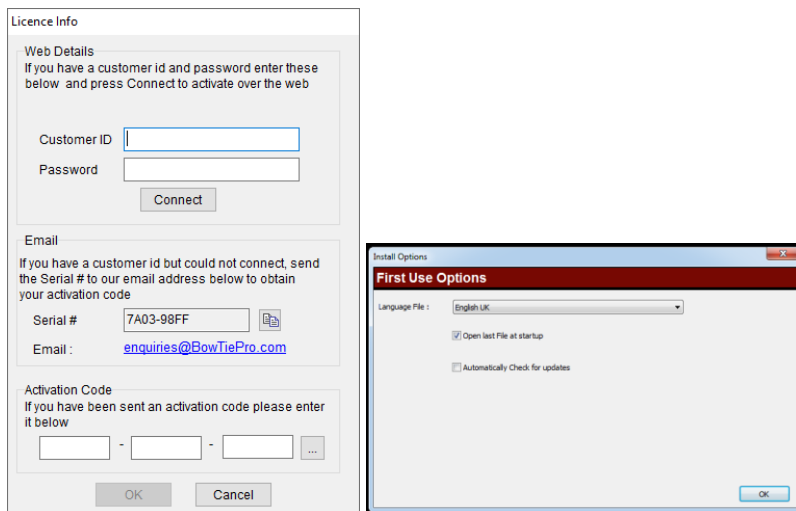 Licence Info
Web Details
If you have a customer id and password enter these
below and press Connect to activate over the web
Customer ID
Password
Connect
Email
If you have a customer id but could not connect, send
the Serial # to our email address below to obtain
your activation code
Serial #
7A03-98FF
Email :
enquiries@BowTiePro.com
Activation Code
If you have been sent an activation code please enter
it below
- -
...
OK
Cancel
Install Options
First Use Options
Language File :
English UK
Open last File at startup
Automatically Check for updates
OK